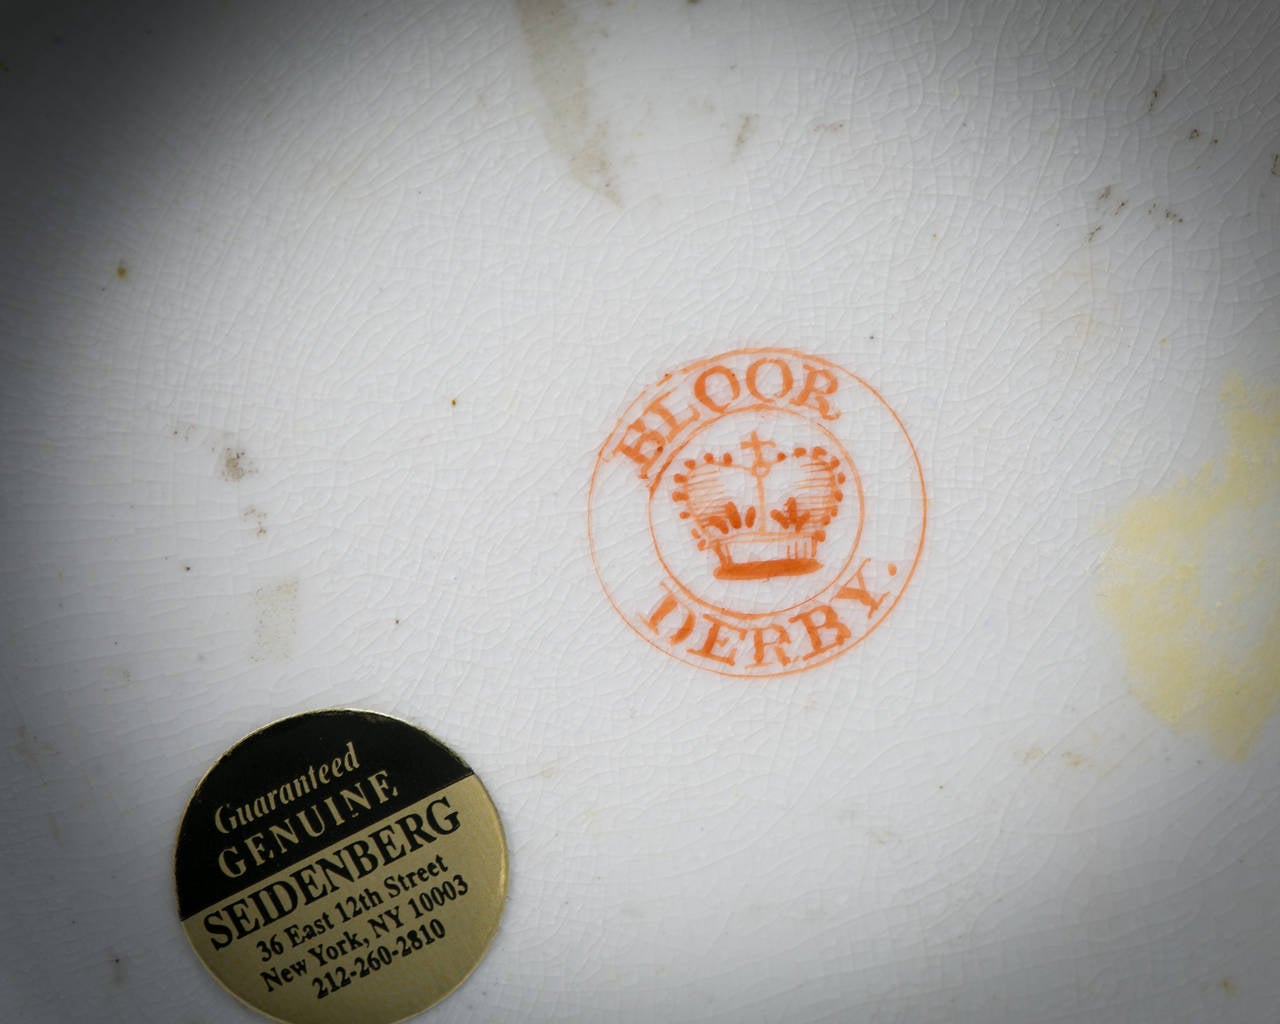 BLOOR
DERBY.
Guaranteed
GENUINE
SEIDENBERG
36 East 12th Street
New York, NY 10003
212-260-2810